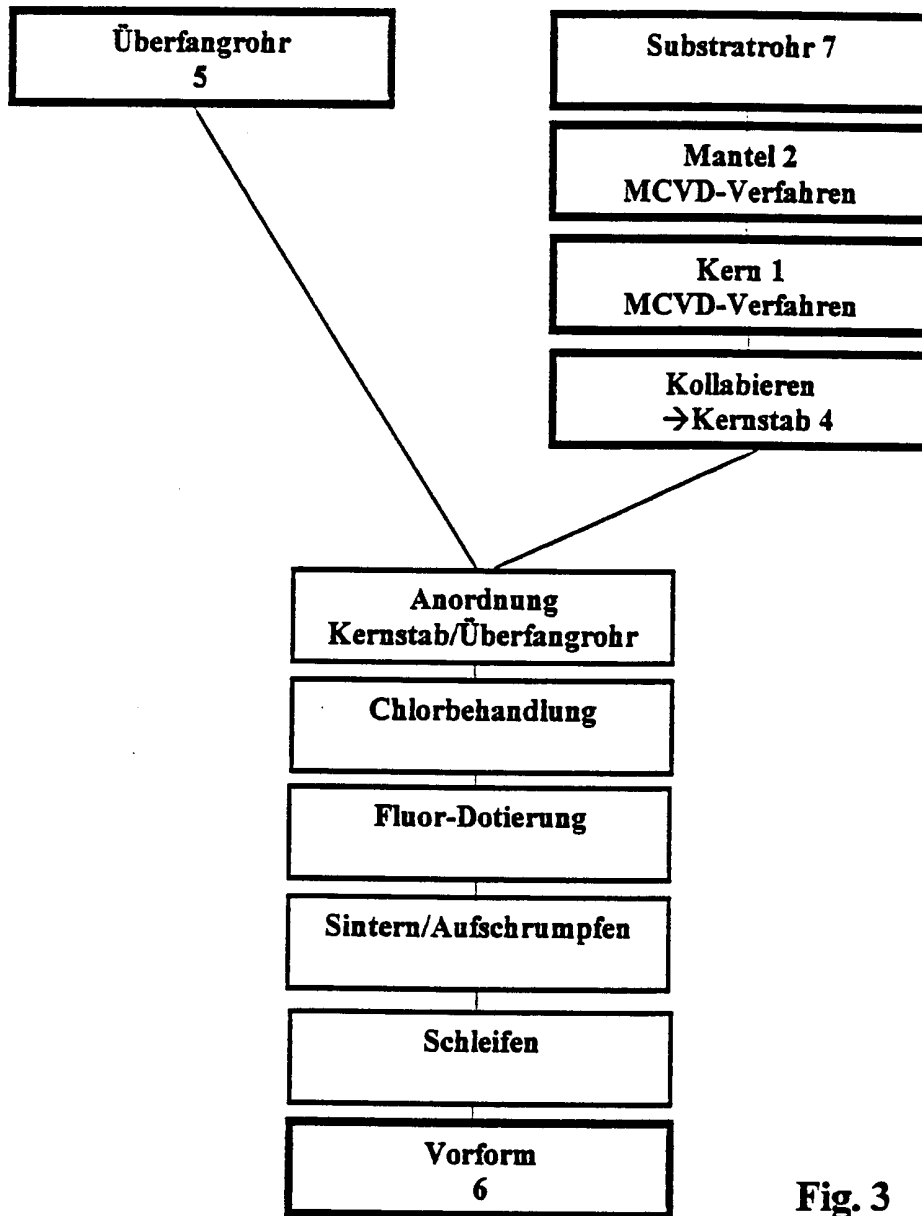 Überfangrohr
5
Substratrohr 7
Mantel 2
MCVD-Verfahren
Kern 1
MCVD-Verfahren
Kollabieren
→Kernstab 4
Anordnung
Kernstab/Überfangrohr
Chlorbehandlung
Fluor-Dotierung
Sintern/Aufschrumpfen
Schleifen
Vorform
6
Fig. 3